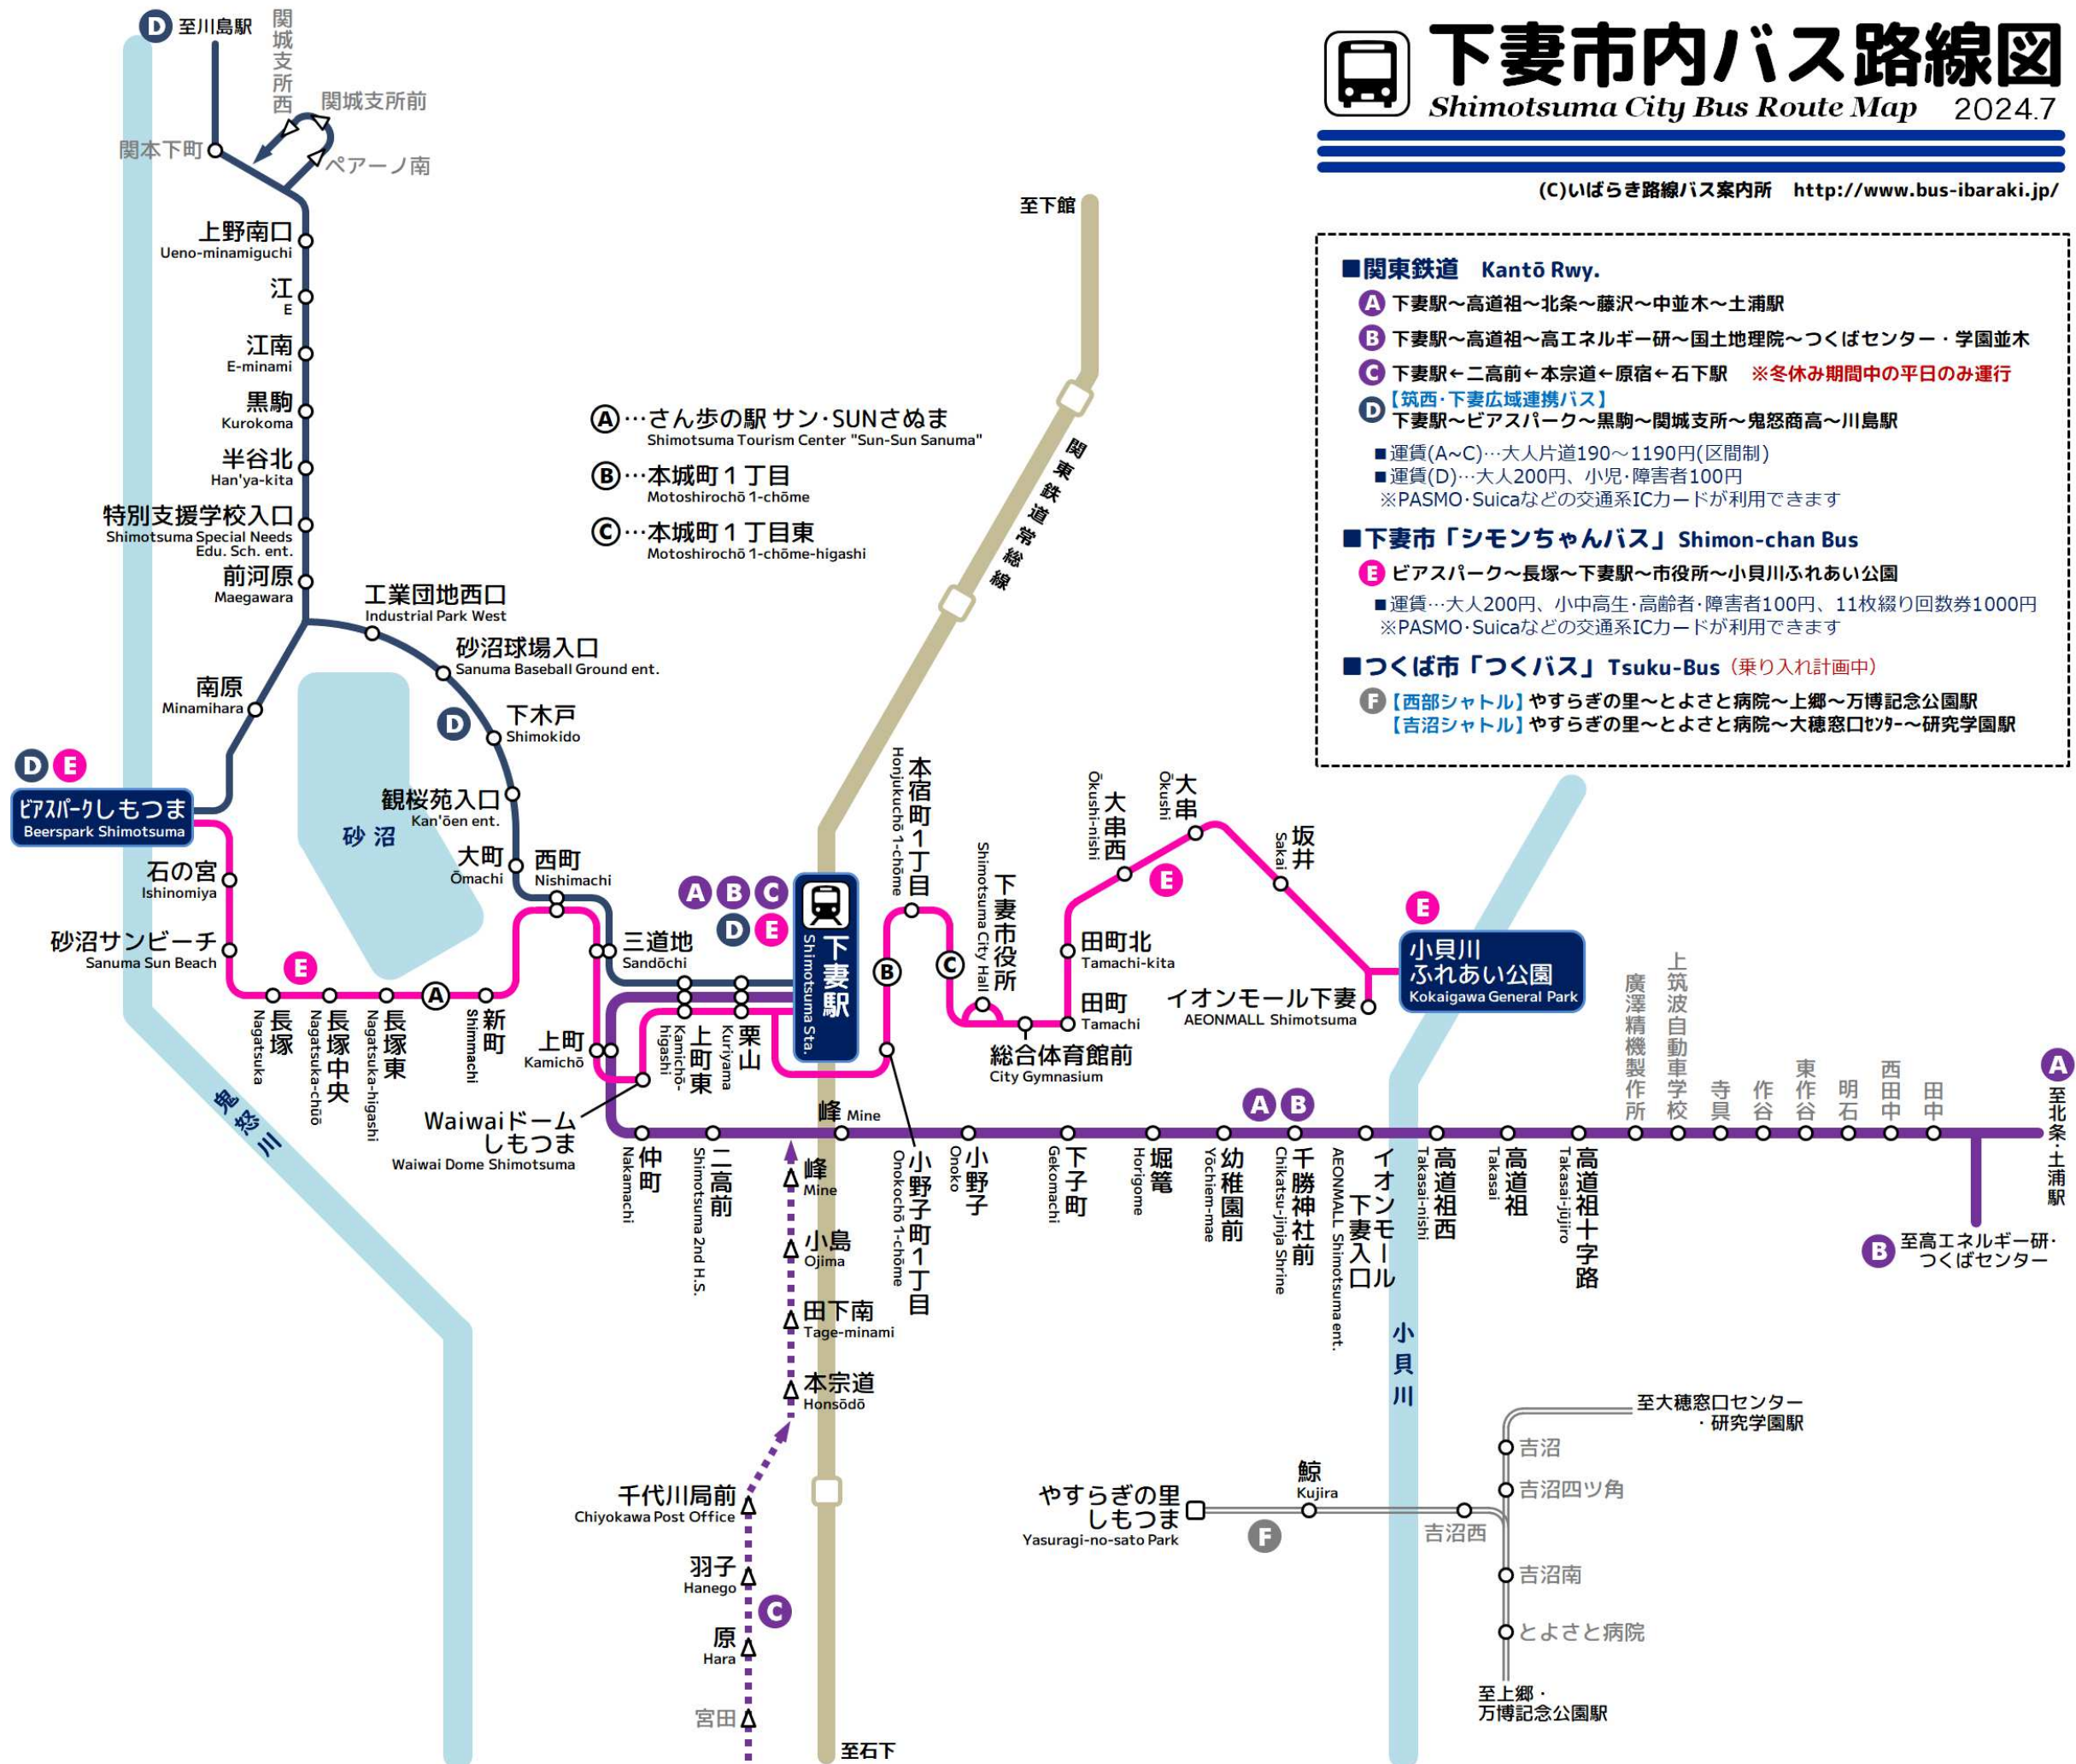 下妻市内バス路線図
Shimotsuma City Bus Route Map 2024.7
(C)いばらき路線バス案内所 http://www.bus-ibaraki.jp/
■関東鉄道 Kantō Rwy.
A 下妻駅～高道祖～北条～藤沢～中並木～土浦駅
B 下妻駅～高道祖～高エネルギー研～国土地理院～つくばセンター・学園並木
C 下妻駅←二高前←本宗道←原宿←石下駅 ※冬休み期間中の平日のみ運行
D 【筑西･下妻広域連携バス】
下妻駅～ビアスパーク～黒駒～関城支所～鬼怒商高～川島駅
■運賃(A~C)…大人片道190～1190円(区間制)
■運賃(D)…大人200円、小児･障害者100円
※PASMO･Suicaなどの交通系ICカードが利用できます
■下妻市「シモンちゃんバス」Shimon-chan Bus
E ビアスパーク～長塚～下妻駅～市役所～小貝川ふれあい公園
■運賃…大人200円、小中高生･高齢者･障害者100円、11枚綴り回数券1000円
※PASMO･Suicaなどの交通系ICカードが利用できます
■つくば市「つくバス」Tsuku-Bus（乗り入れ計画中）
F 【西部シャトル】やすらぎの里～とよさと病院～上郷～万博記念公園駅
【吉沼シャトル】やすらぎの里～とよさと病院～大穂窓口ｾﾝﾀｰ～研究学園駅
D 至川島駅
関城支所西
関城支所前
関本下町
ペアーノ南
上野南口
Ueno-minamiguchi
江
E
江南
E-minami
黒駒
Kurokoma
半谷北
Han'ya-kita
特別支援学校入口
Shimotsuma Special Needs
Edu. Sch. ent.
前河原
Maegawara
工業団地西口
Industrial Park West
砂沼球場入口
Sanuma Baseball Ground ent.
南原
Minamihara
D
下木戸
Shimokido
観桜苑入口
Kan'ōen ent.
砂沼
大町
Ōmachi
西町
Nishimachi
D E
ﾋﾞｱｽﾊﾟｰｸしもつま
Beerspark Shimotsuma
石の宮
Ishinomiya
砂沼サンビーチ
Sanuma Sun Beach
E
長塚
Nagatsuka
長塚中央
Nagatsuka-chūō
長塚東
Nagatsuka-higashi
A
新町
Shimmachi
鬼怒川
A…さん歩の駅 サン･SUNさぬま
Shimotsuma Tourism Center "Sun-Sun Sanuma"
B…本城町１丁目
Motoshirochō 1-chōme
C…本城町１丁目東
Motoshirochō 1-chōme-higashi
至下館
関東鉄道常総線
三道地
Sandōchi
上町
Kamichō
Waiwaiドーム
しもつま
Waiwai Dome Shimotsuma
上町東
Kamichō-
higashi
栗山
Kuriyama
A B C
D E
下妻駅
Shimotsuma Sta.
B
本宿町１丁目
Honjukuchō 1-chōme
C
下妻市役所
Shimotsuma City Hall
総合体育館前
City Gymnasium
田町
Tamachi
田町北
Tamachi-kita
大串西
Ōkushi-nishi
大串
Ōkushi
E
坂井
Sakai
イオンモール下妻
AEONMALL Shimotsuma
E
小貝川
ふれあい公園
Kokaigawa General Park
仲町
Nakamachi
二高前
Shimotsuma 2nd H.S.
峰 Mine
小野子町１丁目
Onokochō 1-chōme
小野子
Onoko
下子町
Gekomachi
堀篭
Horigome
幼稚園前
Yōchiem-mae
A B
千勝神社前
Chikatsu-jinja Shrine
イオンモール
下妻入口
AEONMALL Shimotsuma ent.
高道祖西
Takasai-nishi
高道祖
Takasai
高道祖十字路
Takasai-jūjiro
廣澤精機製作所
上筑波自動車学校
寺具
作谷
東作谷
明石
西田中
田中
A
至北条･土浦駅
B 至高エネルギー研･
つくばセンター
峰
Mine
小島
Ojima
田下南
Tage-minami
本宗道
Honsōdō
千代川局前
Chiyokawa Post Office
羽子
Hanego
C
原
Hara
宮田
至石下
小貝川
至大穂窓口センター
・研究学園駅
吉沼
吉沼四ツ角
やすらぎの里
しもつま
Yasuragi-no-sato Park
鯨
Kujira
F
吉沼西
吉沼南
とよさと病院
至上郷・
万博記念公園駅